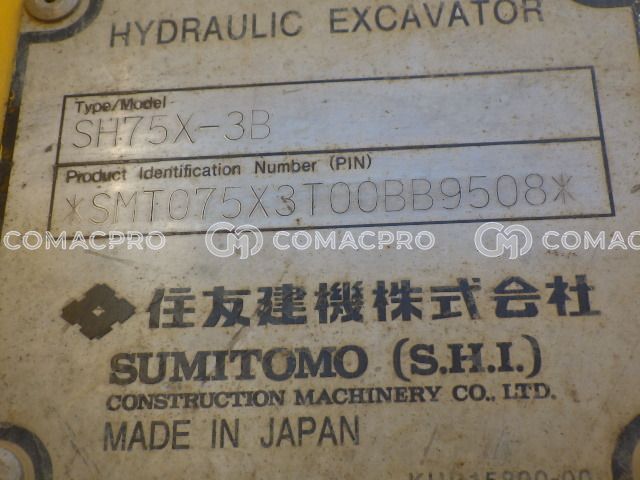 HYDRAULIC EXCAVATOR
Type/Model
SH75X-3B
Product Identification Number (PIN)
*SMT075X3T00BB9508*
COMACPRO COMACPRO COMACPRO
住友建機株式会社
SUMITOMO (S.H.I.)
CONSTRUCTION MACHINERY CO., LTD.
MADE IN JAPAN